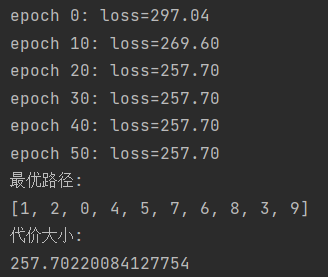 epoch 0: loss=297.04
epoch 10: loss=269.60
epoch 20: loss=257.70
epoch 30: loss=257.70
epoch 40: loss=257.70
epoch 50: loss=257.70
最优路径:
[1, 2, 0, 4, 5, 7, 6, 8, 3, 9]
代价大小:
257.70220084127754